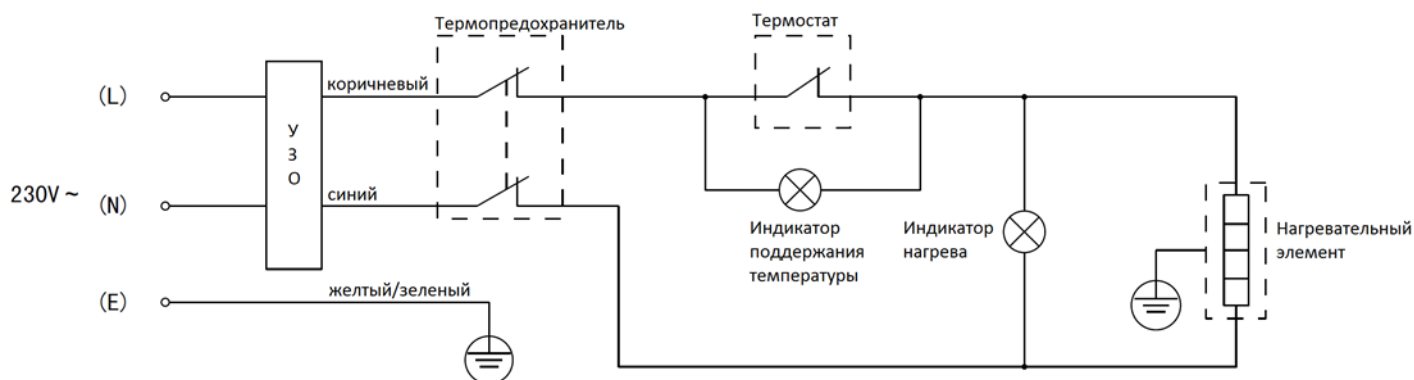 Термопредохранитель
Термостат
(L)
коричневый
У
З
О
230V ~
(N)
синий
Индикатор
поддержания
температуры
Индикатор
нагрева
Нагревательный
элемент
(E)
желтый/зеленый